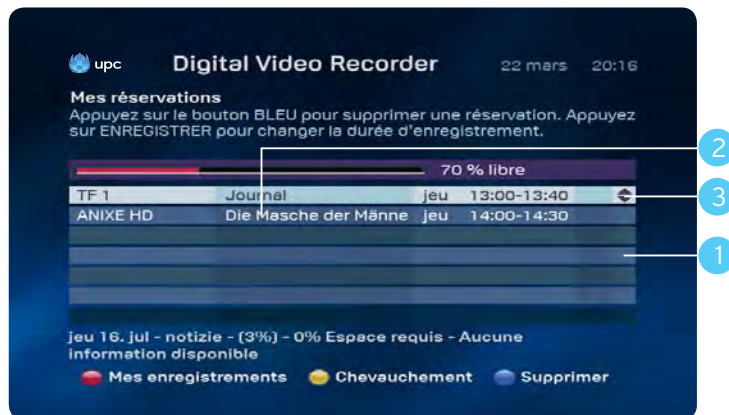 upc Digital Video Recorder 22 mars 20:16
Mes réservations
Appuyez sur le bouton BLEU pour supprimer une réservation. Appuyez
sur ENREGISTRER pour changer la durée d'enregistrement.
70 % libre
2
TF 1 Journal jeu 13:00-13:40
3
ANIXE HD Die Masche der Männe jeu 14:00-14:30
1
jeu 16. jul - notizie - (3%) - 0% Espace requis - Aucune
information disponible
Mes enregistrements Chevauchement Supprimer